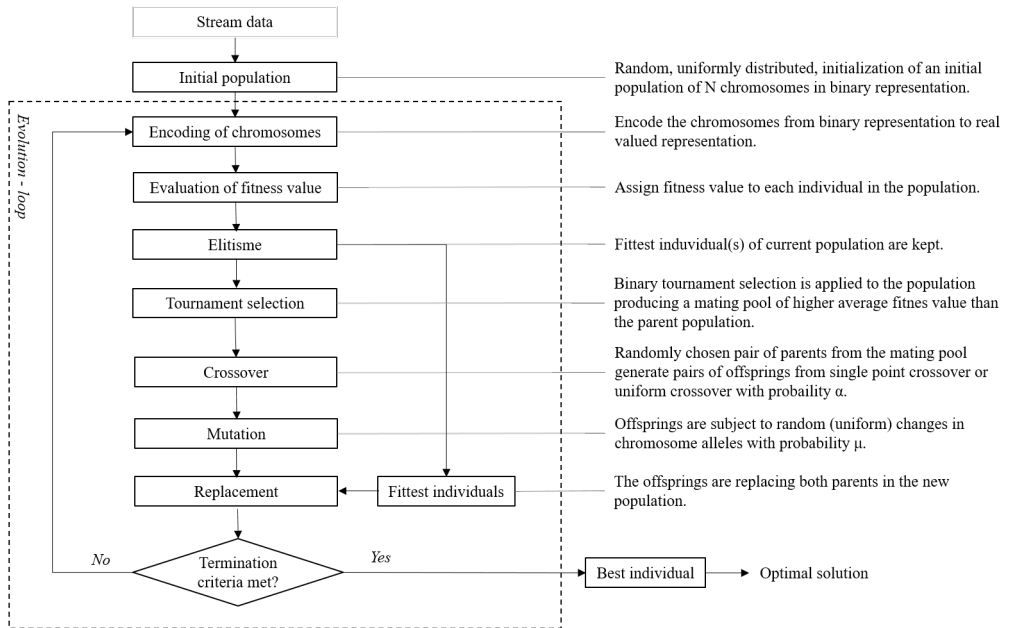 Stream data
Initial population
Random, uniformly distributed, initialization of an initial
population of N chromosomes in binary representation.
Evolution - loop
Encoding of chromosomes
Encode the chromosomes from binary representation to real
valued representation.
Evaluation of fitness value
Assign fitness value to each individual in the population.
Elitisme
Fittest induvidual(s) of current population are kept.
Tournament selection
Binary tournament selection is applied to the population
producing a mating pool of higher average fitnes value than
the parent population.
Crossover
Randomly chosen pair of parents from the mating pool
generate pairs of offsprings from single point crossover or
uniform crossover with probaility α.
Mutation
Offsprings are subject to random (uniform) changes in
chromosome alleles with probability μ.
Replacement
Fittest individuals
The offsprings are replacing both parents in the new
population.
No
Termination
criteria met?
Yes
Best individual
Optimal solution